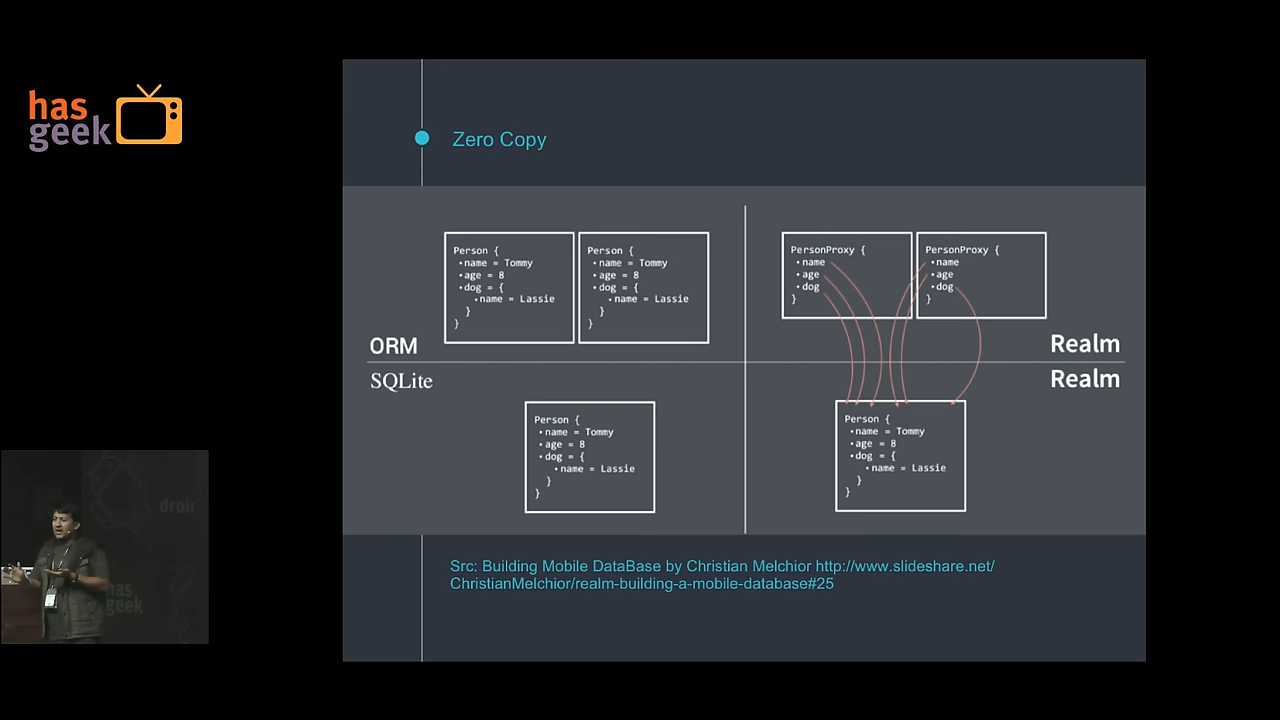 has
geek
Zero Copy
Person {
• name = Tommy
• age = 8
• dog = {
• name = Lassie
}
}
Person {
• name = Tommy
• age = 8
• dog = {
• name = Lassie
}
}
ORM
SQLite
Person {
• name = Tommy
• age = 8
• dog = {
• name = Lassie
}
}
PersonProxy {
• name
• age
• dog
}
PersonProxy {
• name
• age
• dog
}
Realm
Realm
Person {
• name = Tommy
• age = 8
• dog = {
• name = Lassie
}
}
Src: Building Mobile DataBase by Christian Melchior http://www.slideshare.net/
ChristianMelchior/realm-building-a-mobile-database#25
droi
has
geek